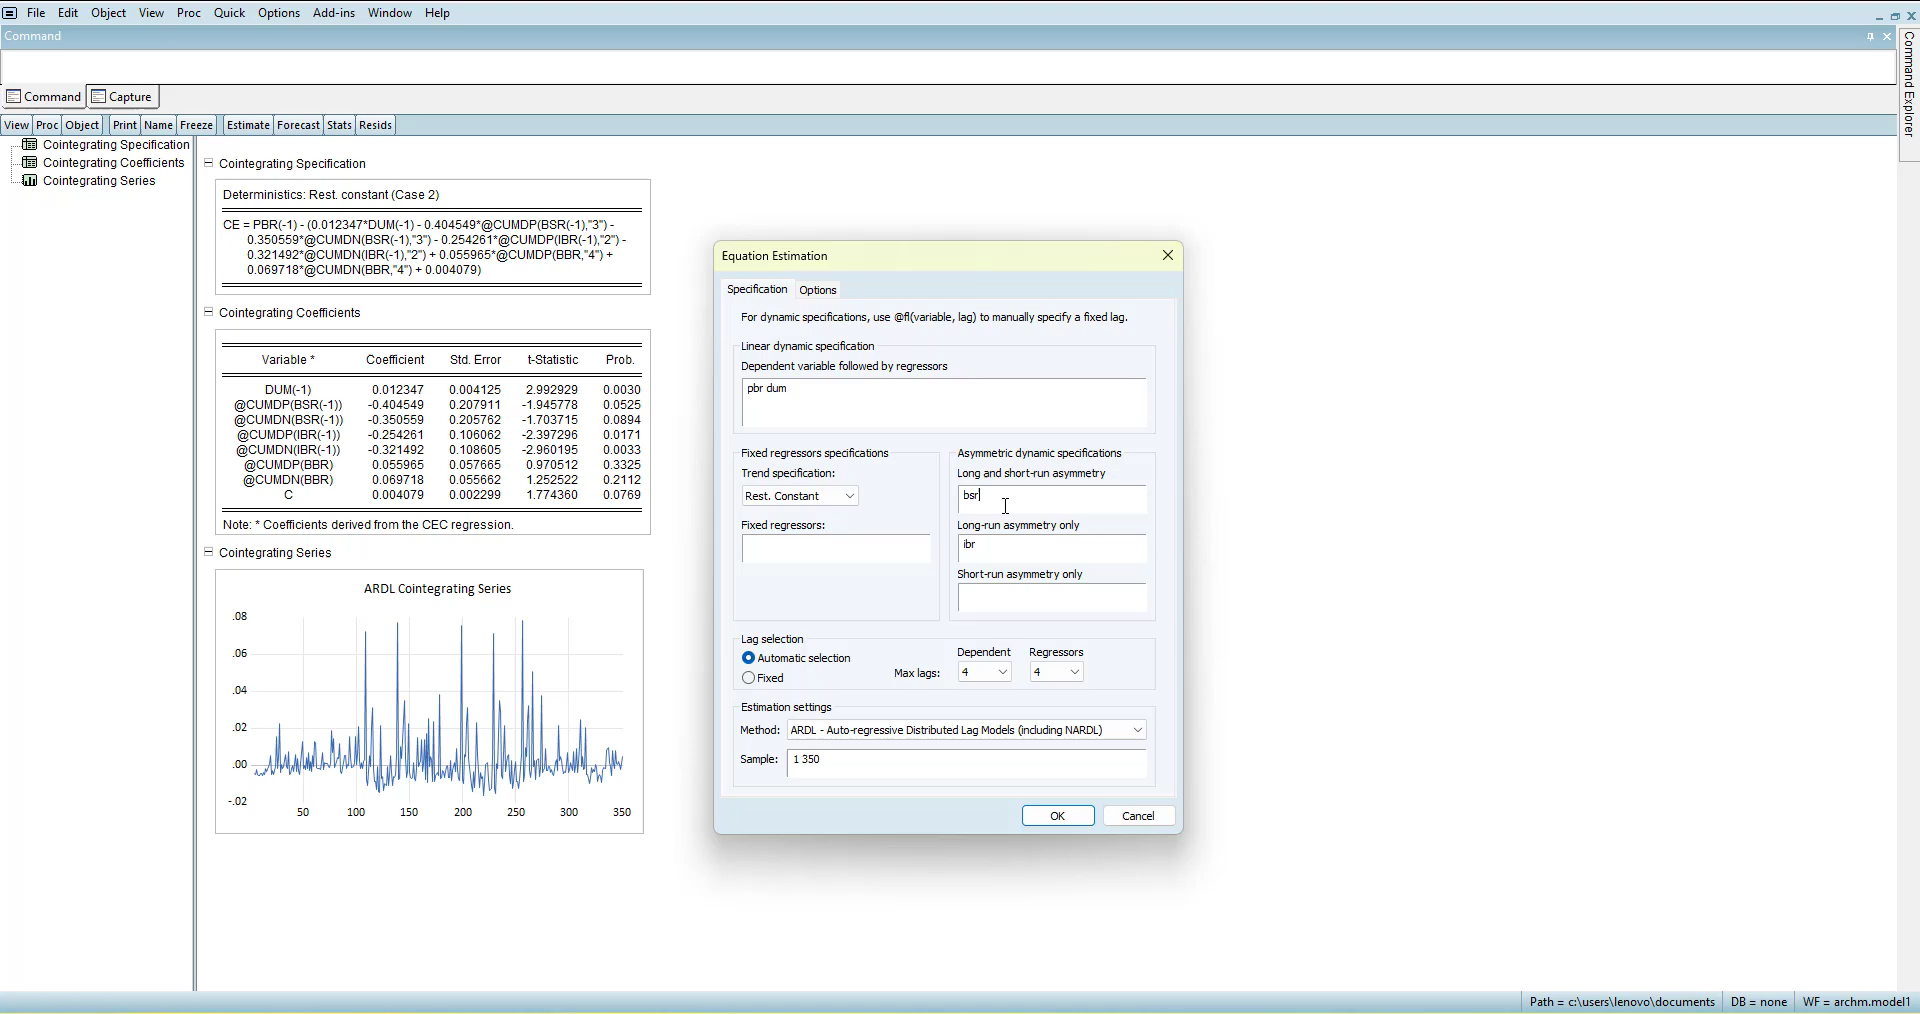 File Edit Object View Proc Quick Options Add-ins Window Help
Command
Command Capture
Command Explorer
View Proc Object Print Name Freeze Estimate Forecast Stats Resids
Cointegrating Specification
Cointegrating Coefficients
Cointegrating Series
Cointegrating Specification
Deterministics: Rest. constant (Case 2)
CE = PBR(-1) - (0.012347*DUM(-1) - 0.404549*@CUMDP(BSR(-1),"3") -
0.350559*@CUMDN(BSR(-1),"3") - 0.254261*@CUMDP(IBR(-1),"2") -
0.321492*@CUMDN(IBR(-1),"2") + 0.055965*@CUMDP(BBR,"4") +
0.069718*@CUMDN(BBR,"4") + 0.004079)
Cointegrating Coefficients
Variable * Coefficient Std. Error t-Statistic Prob.
DUM(-1) 0.012347 0.004125 2.992929 0.0030
@CUMDP(BSR(-1)) -0.404549 0.207911 -1.945778 0.0525
@CUMDN(BSR(-1)) -0.350559 0.205762 -1.703715 0.0894
@CUMDP(IBR(-1)) -0.254261 0.106062 -2.397296 0.0171
@CUMDN(IBR(-1)) -0.321492 0.108605 -2.960195 0.0033
@CUMDP(BBR) 0.055965 0.057665 0.970512 0.3325
@CUMDN(BBR) 0.069718 0.055662 1.252522 0.2112
C 0.004079 0.002299 1.774360 0.0769
Note: * Coefficients derived from the CEC regression.
Cointegrating Series
ARDL Cointegrating Series
.08
.06
.04
.02
.00
-.02
50 100 150 200 250 300 350
Equation Estimation
Specification Options
For dynamic specifications, use @fl(variable, lag) to manually specify a fixed lag.
Linear dynamic specification
Dependent variable followed by regressors
pbr dum
Fixed regressors specifications
Trend specification:
Rest. Constant
Fixed regressors:
Asymmetric dynamic specifications
Long and short-run asymmetry
bsr
Long-run asymmetry only
ibr
Short-run asymmetry only
Lag selection
Automatic selection
Fixed
Max lags:
Dependent Regressors
4 4
Estimation settings
Method: ARDL - Auto-regressive Distributed Lag Models (including NARDL)
Sample: 1 350
OK Cancel
Path = c:\users\lenovo\documents DB = none WF = archm.model1